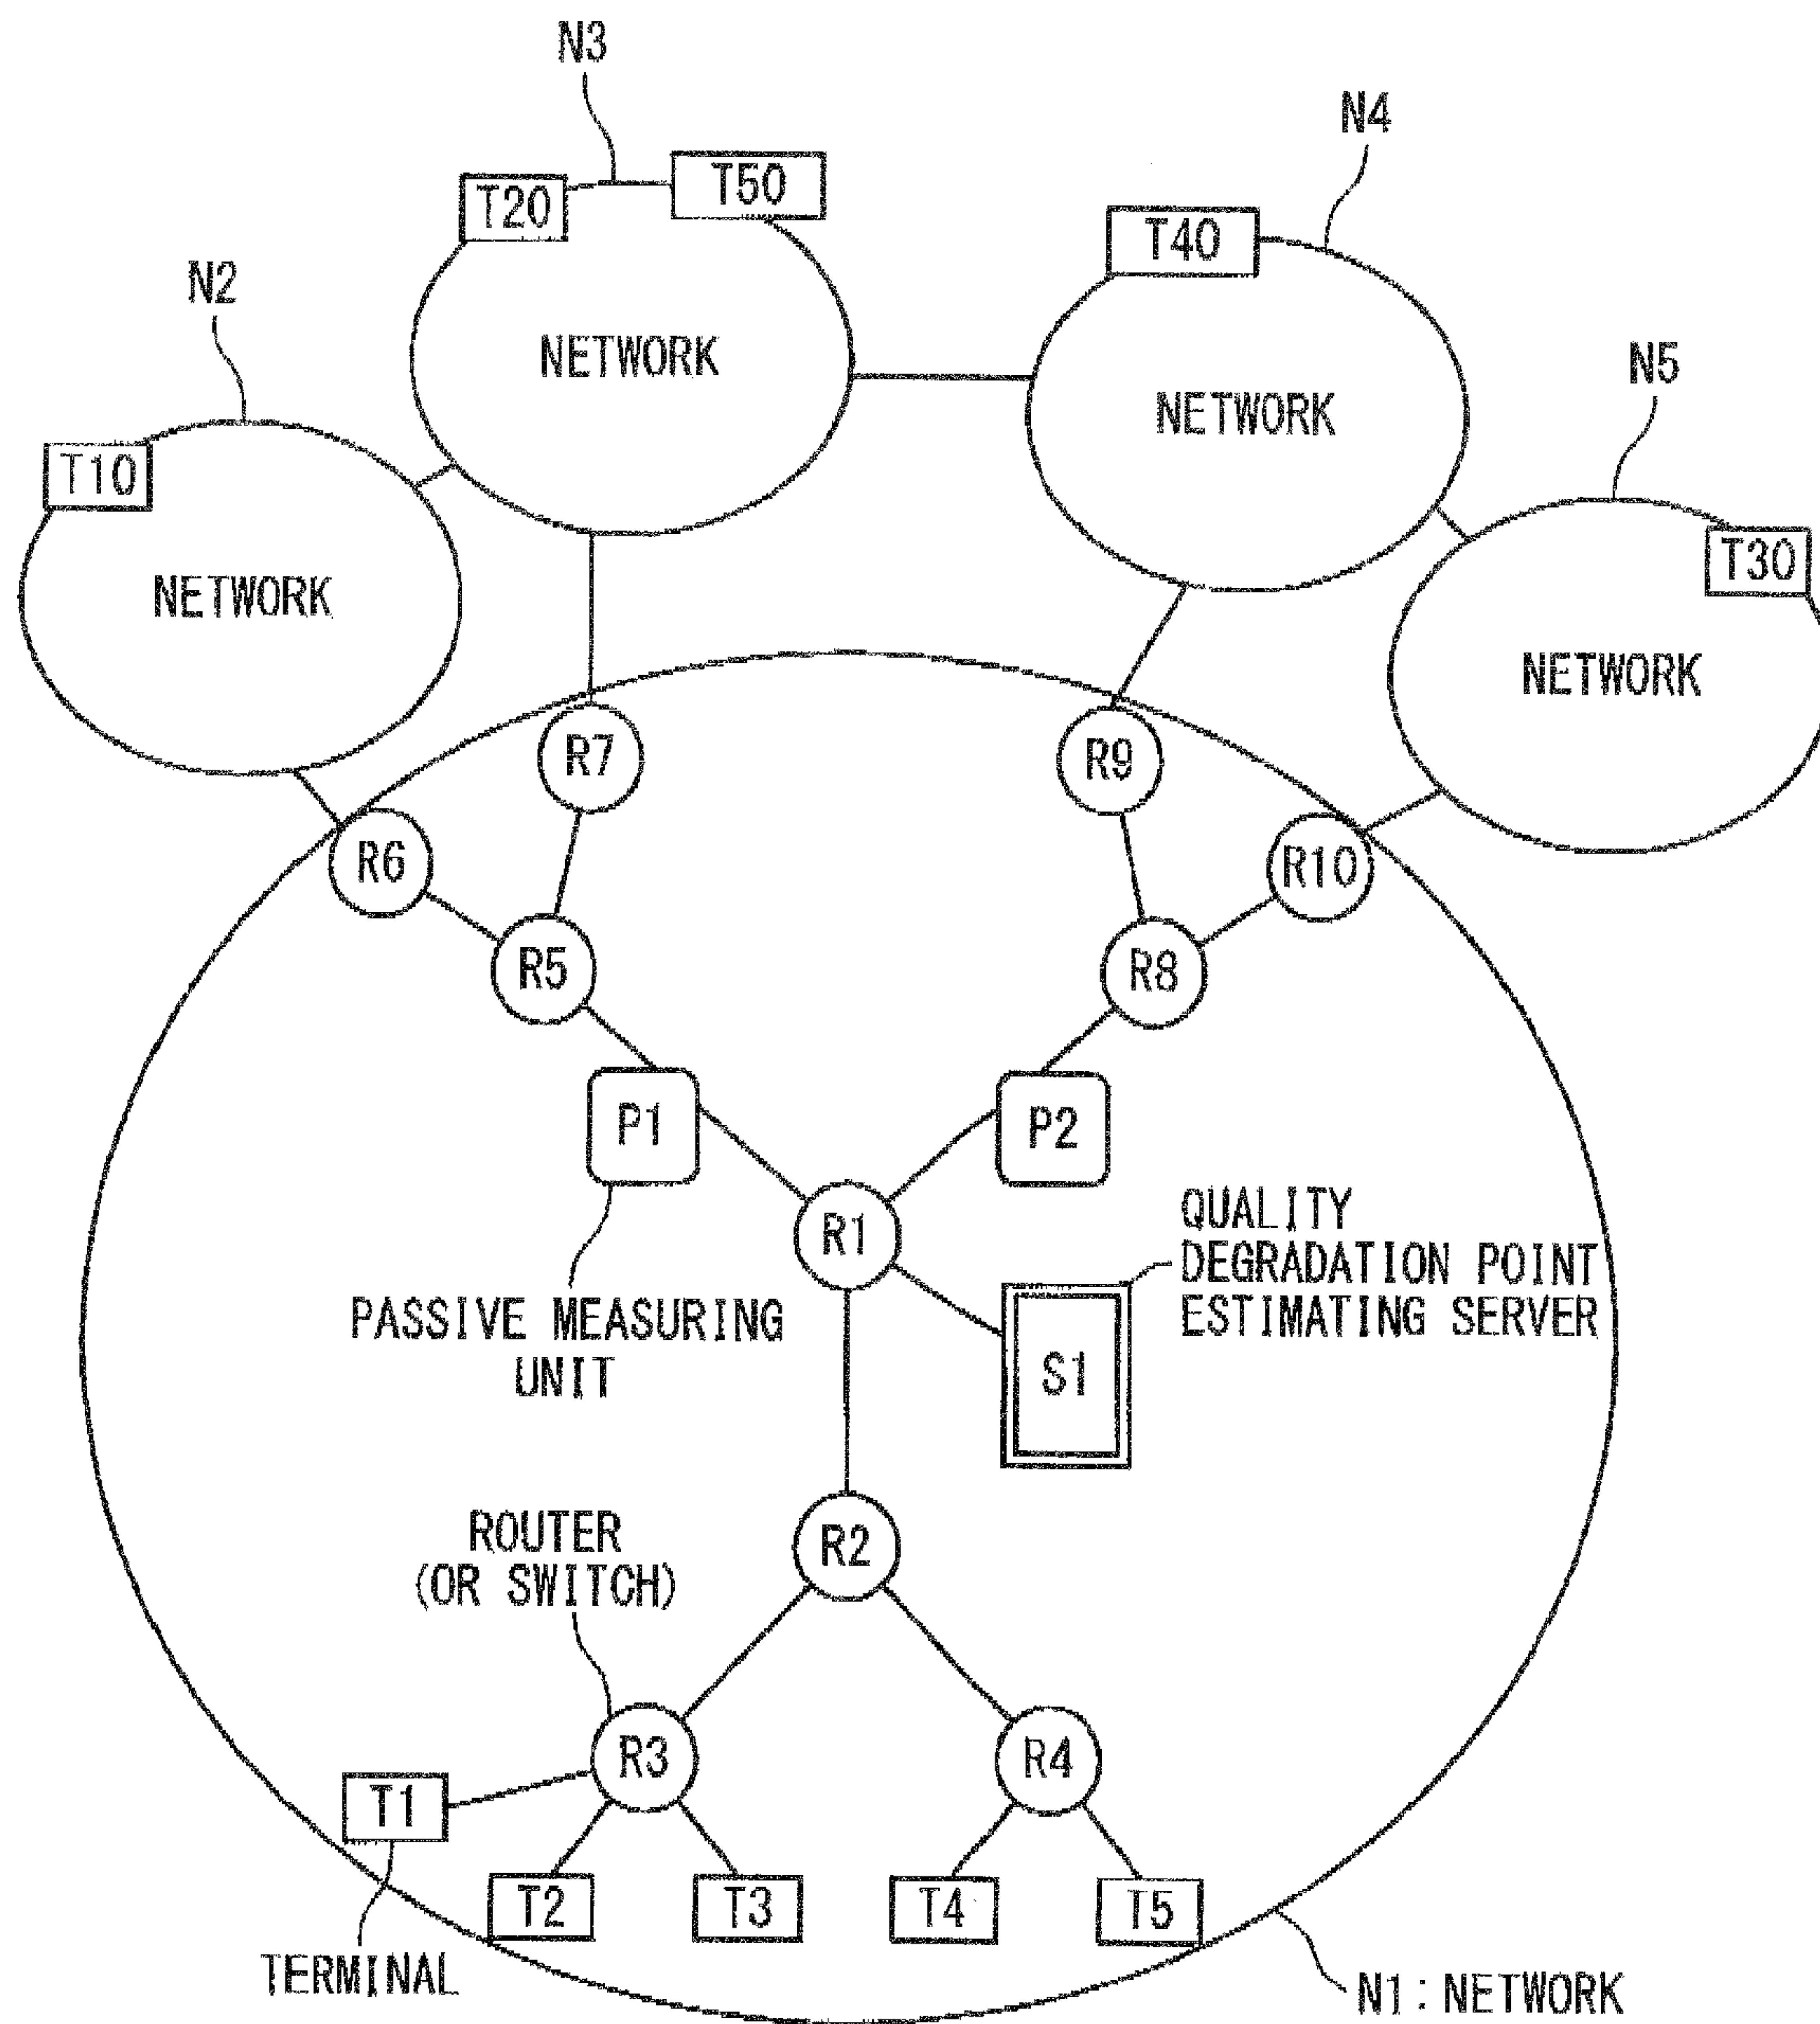 N3
N4
T50
T20
T40
N2
NETWORK
N5
NETWORK
T10
T30
NETWORK
NETWORK
R7
R9
R6
R10
R5
R8
P1
P2
QUALITY
R1
DEGRADATION POINT
ESTIMATING SERVER
PASSIVE MEASURING
UNIT
S1
ROUTER
(OR SWITCH)
R2
R3
R4
T1
T2
T3
T4
T5
TERMINAL
N1:NETWORK